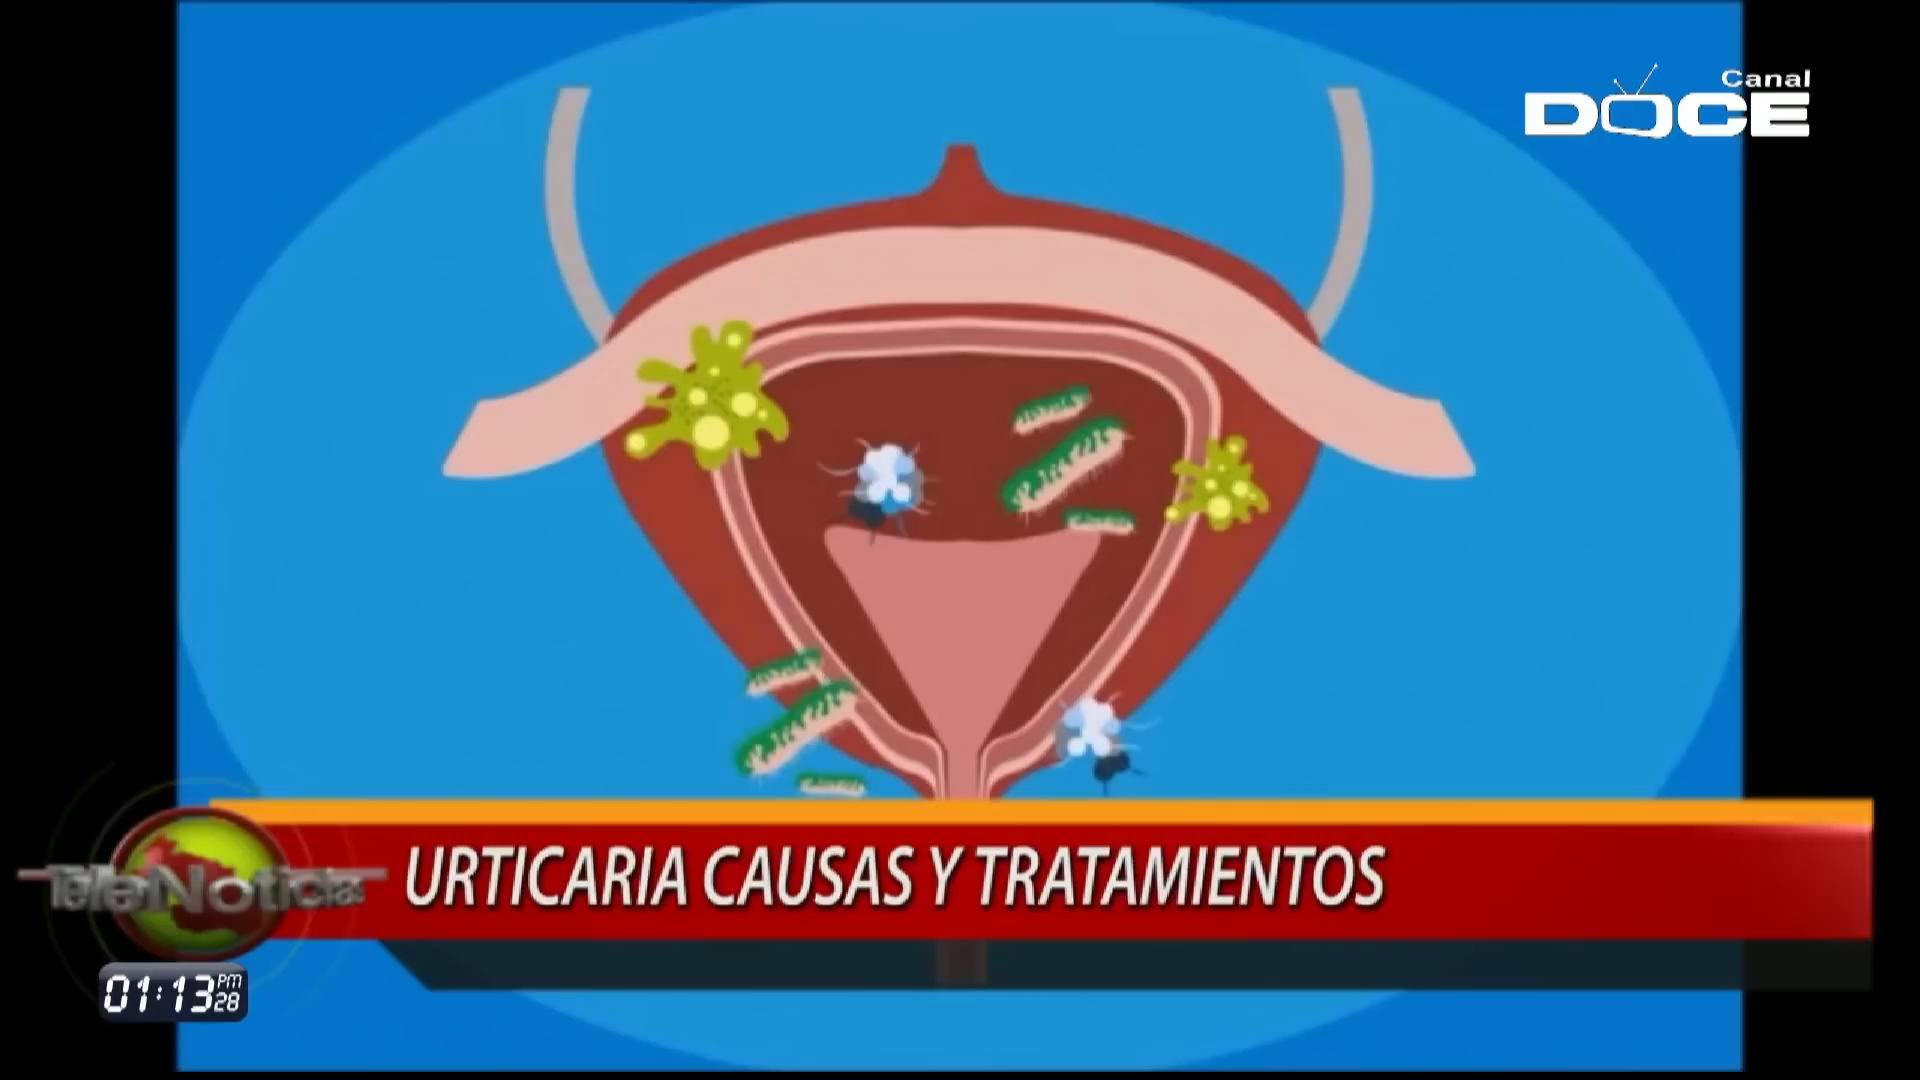 Canal
DOCE
URTICARIA CAUSAS Y TRATAMIENTOS
TeleNoticias
01:13 PM
28